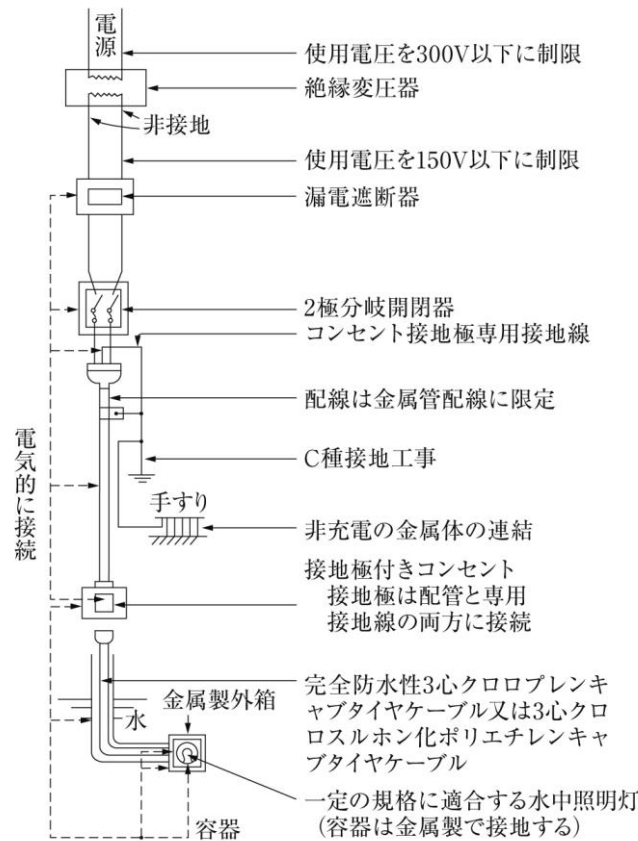 電源
使用電圧を300V以下に制限
絶縁変圧器
非接地
使用電圧を150V以下に制限
漏電遮断器
2極分岐開閉器
コンセント接地極専用接地線
配線は金属管配線に限定
電気的に接続
C種接地工事
手すり
非充電の金属体の連結
接地極付きコンセント
接地極は配管と専用
接地線の両方に接続
完全防水性3心クロロプレンキ
ャブタイヤケーブル又は3心クロ
ロスルホン化ポリエチレンキャ
ブタイヤケーブル
金属製外箱
水
一定の規格に適合する水中照明灯
(容器は金属製で接地する)
容器